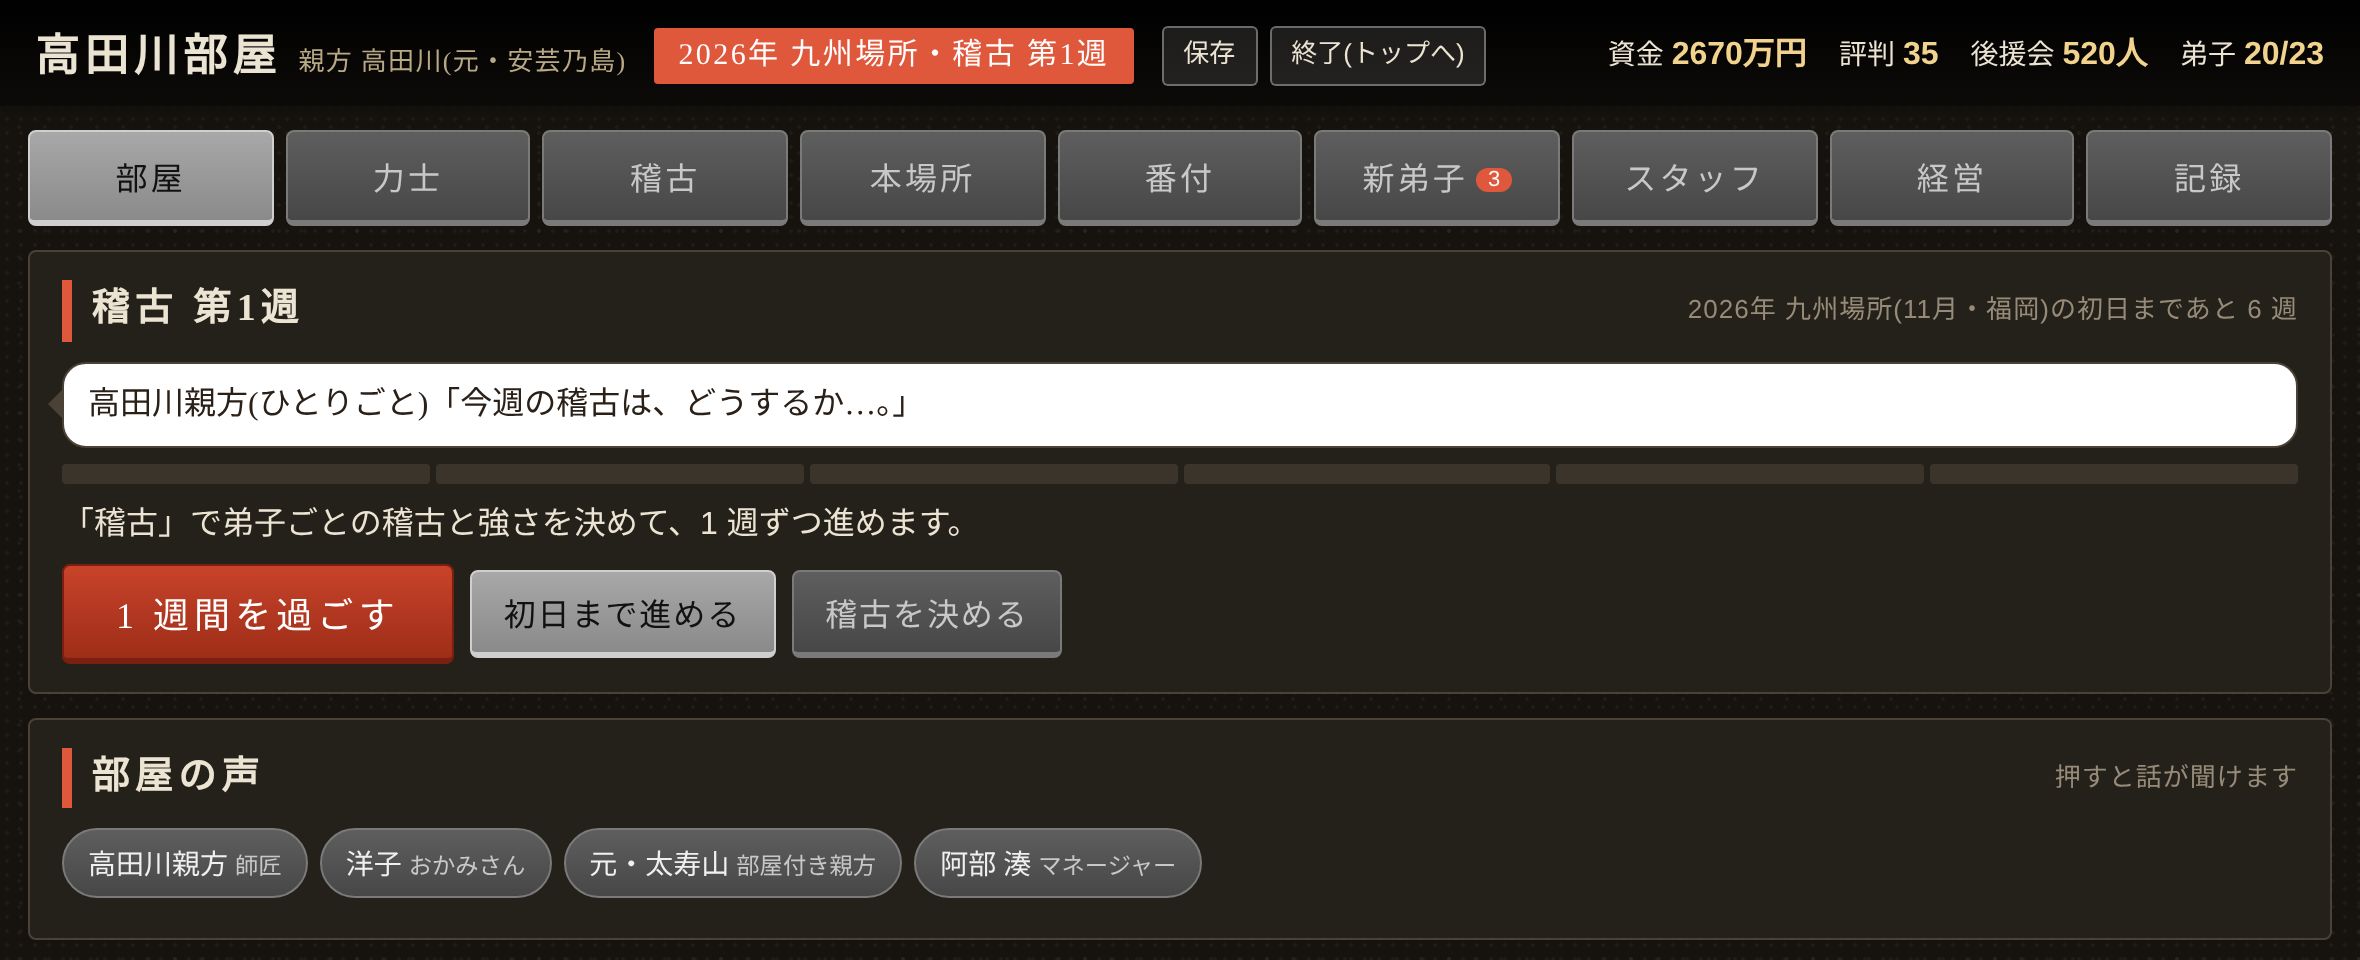 高田川部屋 親方 高田川(元・安芸乃島) 2026年 九州場所・稽古 第1週 保存 終了(トップへ) 資金 2670万円 評判 35 後援会 520人 弟子 20/23
部屋 力士 稽古 本場所 番付 新弟子 3 スタッフ 経営 記録
稽古 第1週 2026年 九州場所(11月・福岡)の初日まであと 6 週
高田川親方(ひとりごと)「今週の稽古は、どうするか…。」
「稽古」で弟子ごとの稽古と強さを決めて、1 週ずつ進めます。
1 週間を過ごす 初日まで進める 稽古を決める
部屋の声 押すと話が聞けます
高田川親方 師匠 洋子 おかみさん 元・太寿山 部屋付き親方 阿部 湊 マネージャー